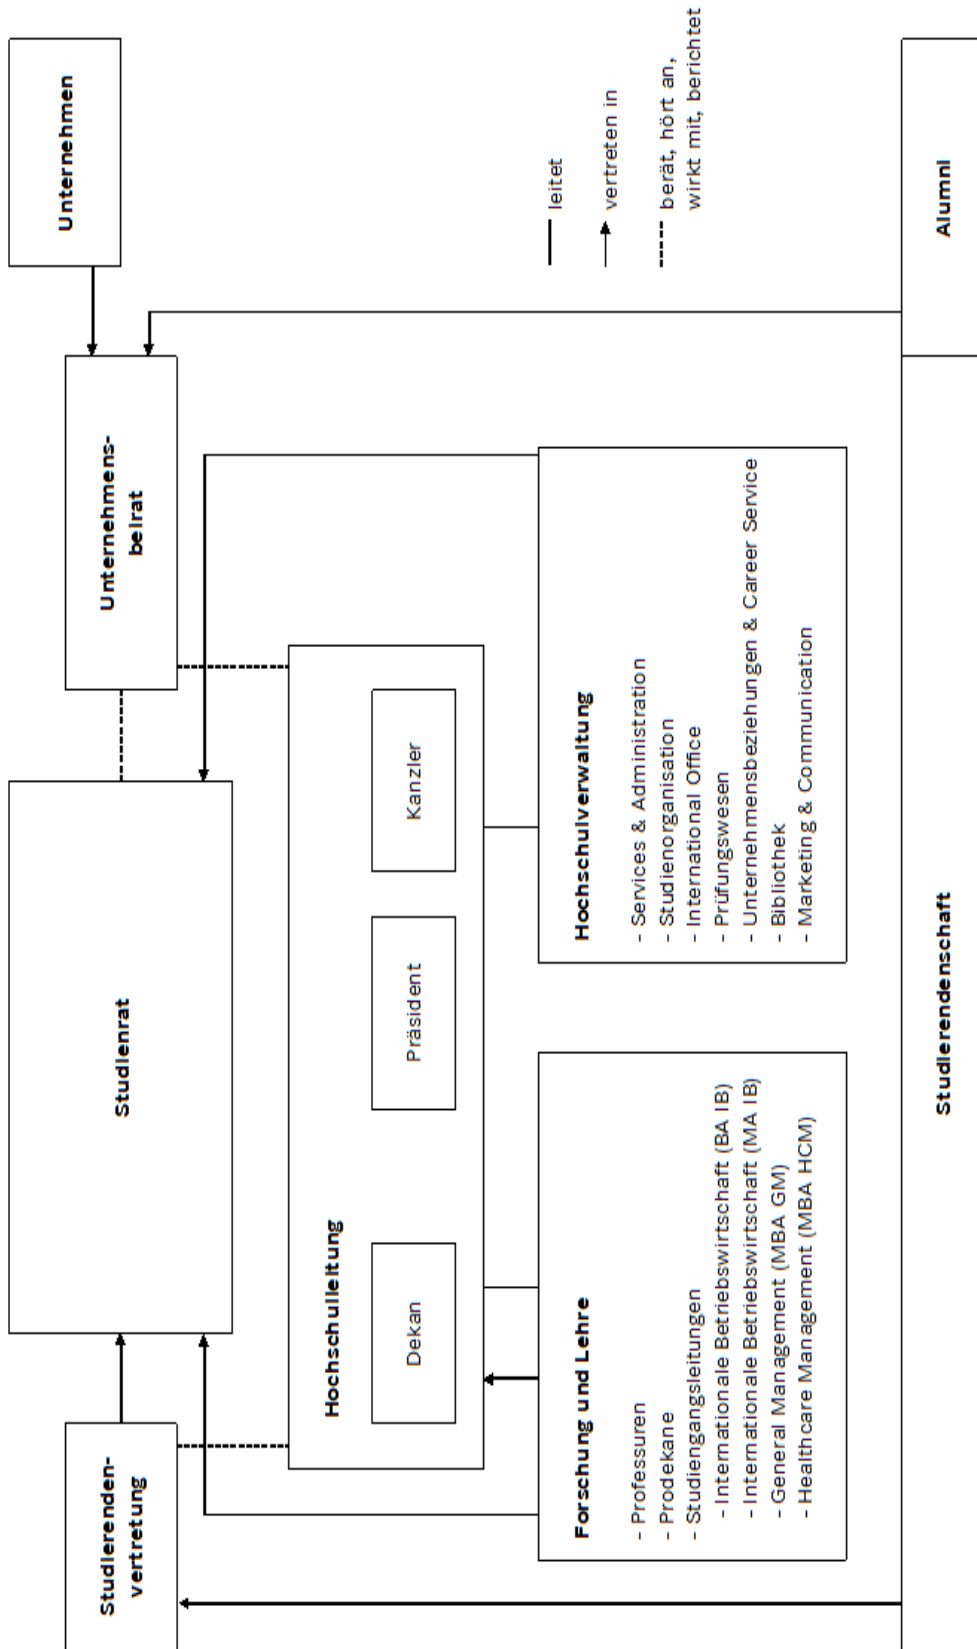 Studierenden-
vertretung
Studienrat
Unternehmens-
beirat
Unternehmen
Hochschulleitung
Dekan
Präsident
Kanzler
leitet
vertreten in
berät, hört an,
wirkt mit, berichtet
Forschung und Lehre
- Professuren
- Prodekane
- Studiengangsleitungen
- Internationale Betriebswirtschaft (BA IB)
- Internationale Betriebswirtschaft (MA IB)
- General Management (MBA GM)
- Healthcare Management (MBA HCM)
Hochschulverwaltung
- Services & Administration
- Studienorganisation
- International Office
- Prüfungswesen
- Unternehmensbeziehungen & Career Service
- Bibliothek
- Marketing & Communication
Studierendenschaft
Alumni